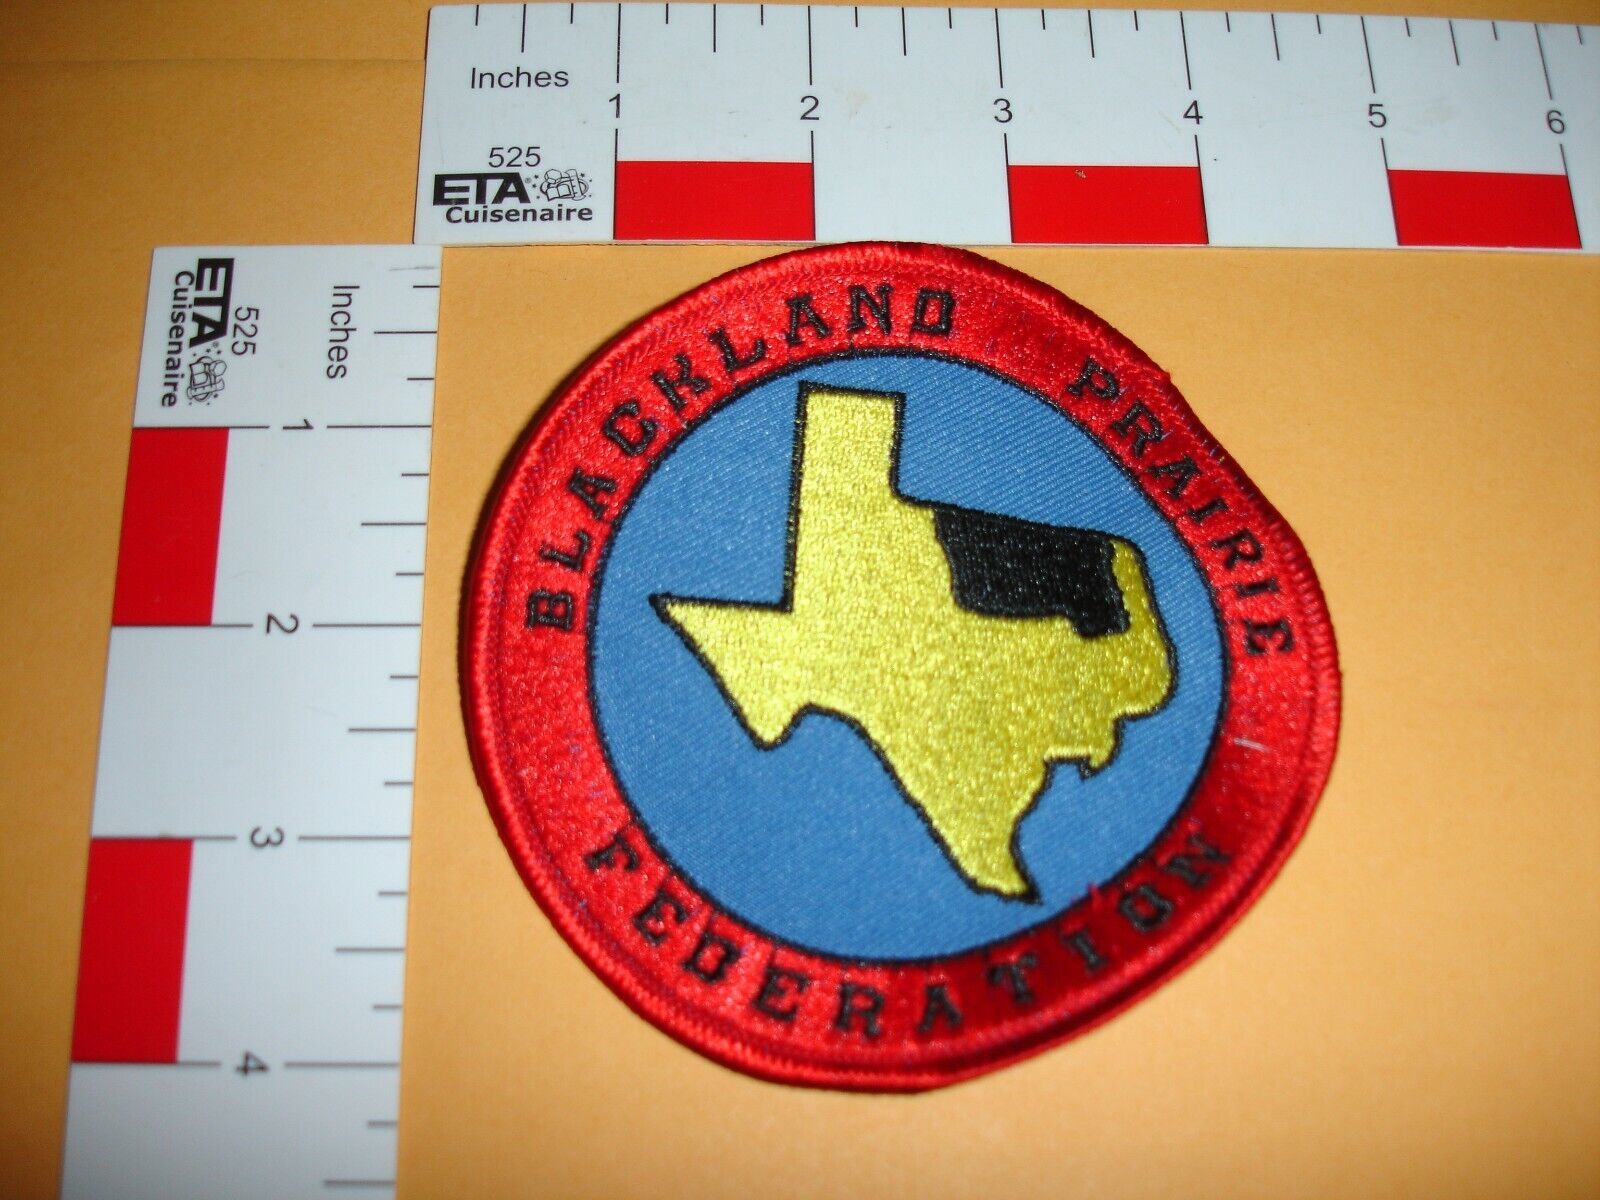 Inches
1 2 3 4 5 6
525
ETA
Cuisenaire
ETA
Cuisenaire
525
Inches
1
2
3
4
BLACKLAND PRAIRIE
FEDERATION